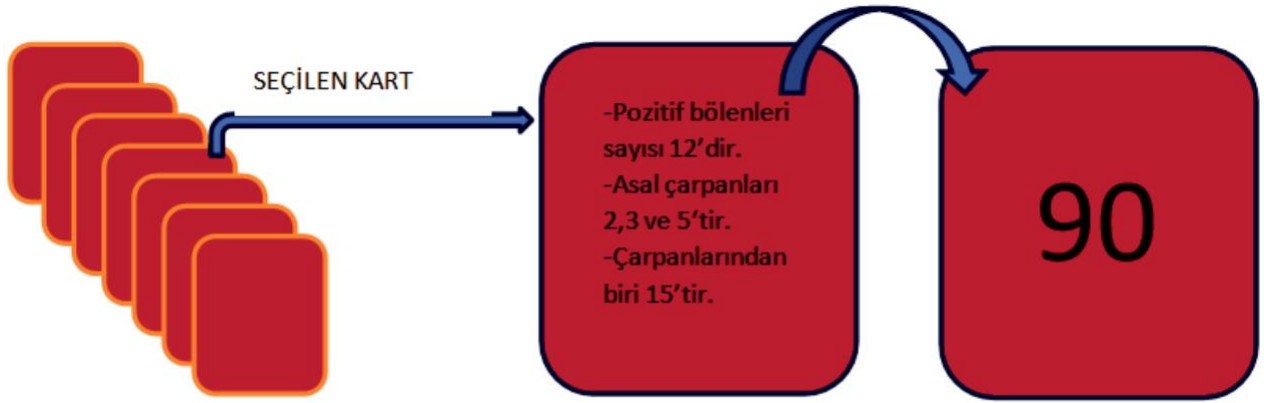 SEÇİLEN KART
-Pozitif bölenleri
sayısı 12'dir.
-Asal çarpanları
2,3 ve 5'tir.
-Çarpanlarından
biri 15'tir.
90